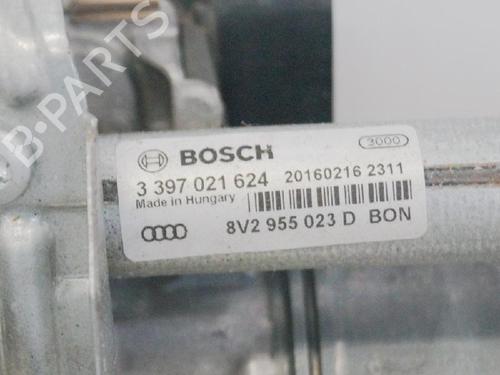 BOSCH 3000
3 397 021 624 20160216 2311
Made in Hungary
8V2 955 023 D BON
B-PARTS